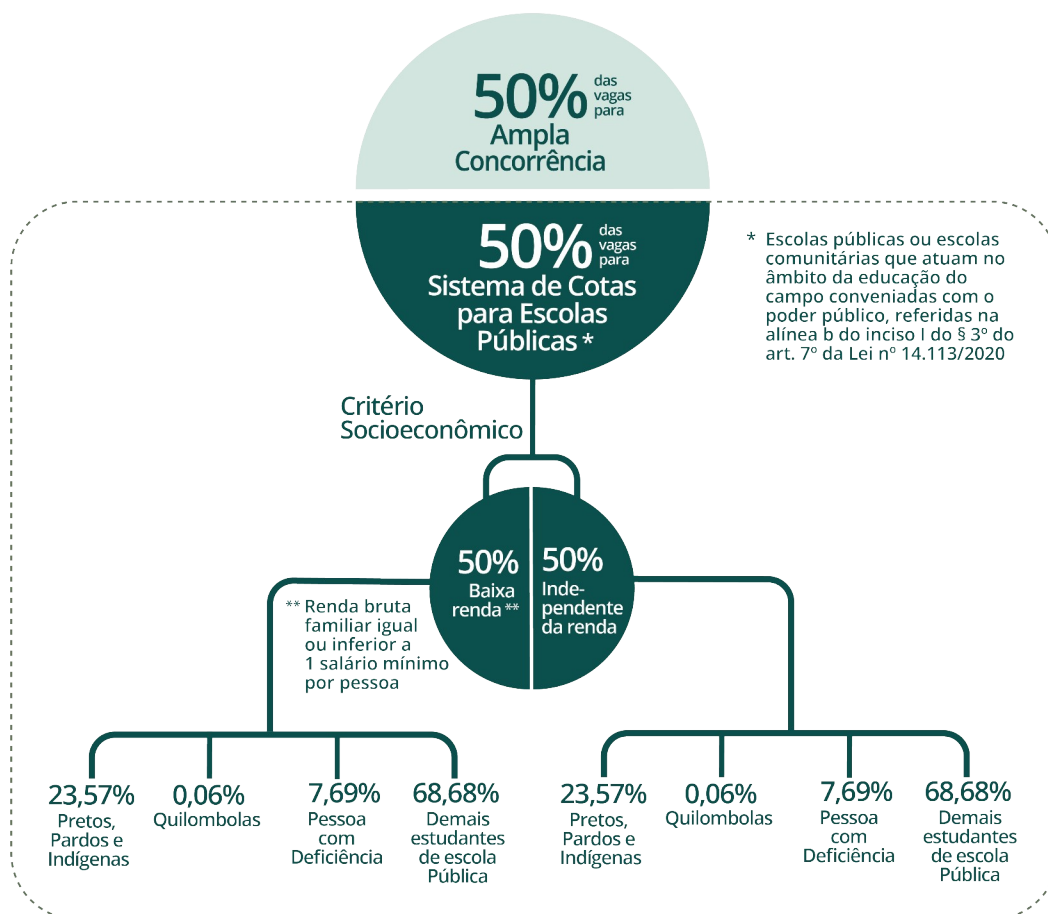 50% das
vagas
para
Ampla
Concorrência
50% das
vagas
para
Sistema de Cotas
para Escolas
Públicas *
* Escolas públicas ou escolas
comunitárias que atuam no
âmbito da educação do
campo conveniadas com o
poder público, referidas na
alínea b do inciso I do § 3º do
art. 7º da Lei nº 14.113/2020
Critério
Socioeconômico
50%
Baixa
renda **
50%
Inde-
pendente
da renda
** Renda bruta
familiar igual
ou inferior a
1 salário mínimo
por pessoa
23,57%
Pretos,
Pardos e
Indígenas
0,06%
Quilombolas
7,69%
Pessoa
com
Deficiência
68,68%
Demais
estudantes
de escola
Pública
23,57%
Pretos,
Pardos e
Indígenas
0,06%
Quilombolas
7,69%
Pessoa
com
Deficiência
68,68%
Demais
estudantes
de escola
Pública